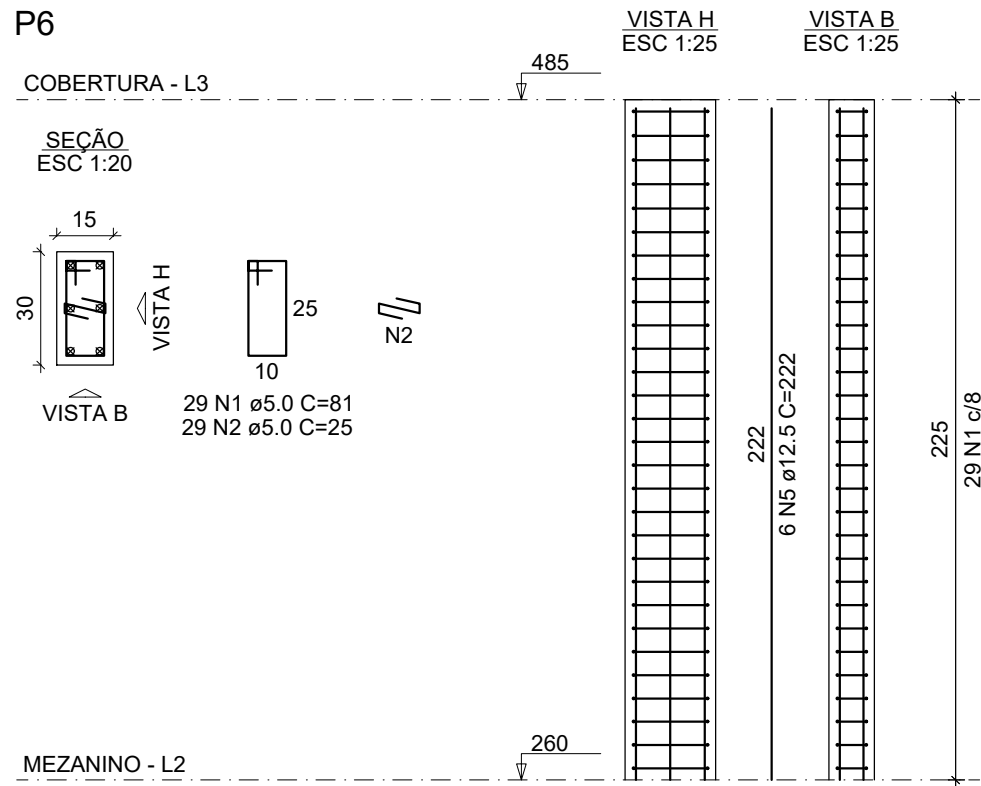 P6
VISTA H
ESC 1:25
VISTA B
ESC 1:25
485
COBERTURA - L3
SEÇÃO
ESC 1:20
15
30
VISTA H
VISTA B
25
10
N2
29 N1 ø5.0 C=81
29 N2 ø5.0 C=25
222
6 N5 ø12.5 C=222
225
29 N1 c/8
260
MEZANINO - L2